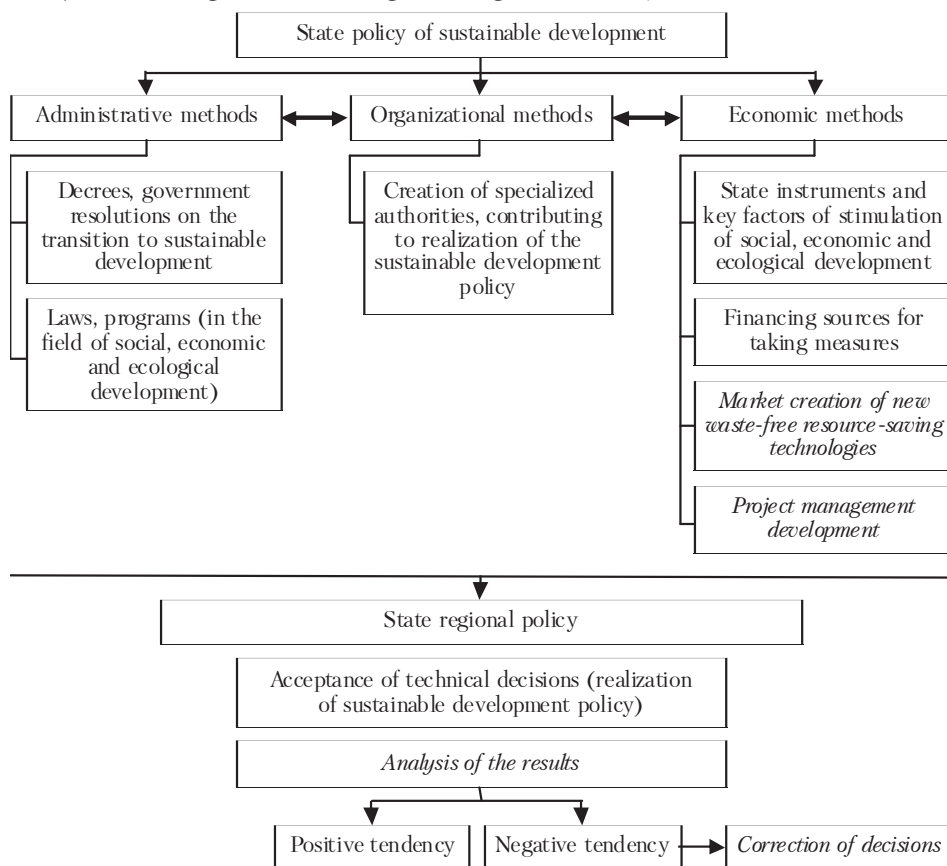 State policy of sustainable development
Administrative methods
Organizational methods
Economic methods
Decrees, government
resolutions on the
transition to sustainable
development
Laws, programs (in the
field of social, economic
and ecological
development)
Creation of specialized
authorities, contributing
to realization of the
sustainable development
policy
State instruments and
key factors of stimulation
of social, economic and
ecological development
Financing sources for
taking measures
Market creation of new
waste-free resource-saving
technologies
Project management
development
State regional policy
Acceptance of technical decisions (realization
of sustainable development policy)
Analysis of the results
Positive tendency
Negative tendency
Correction of decisions